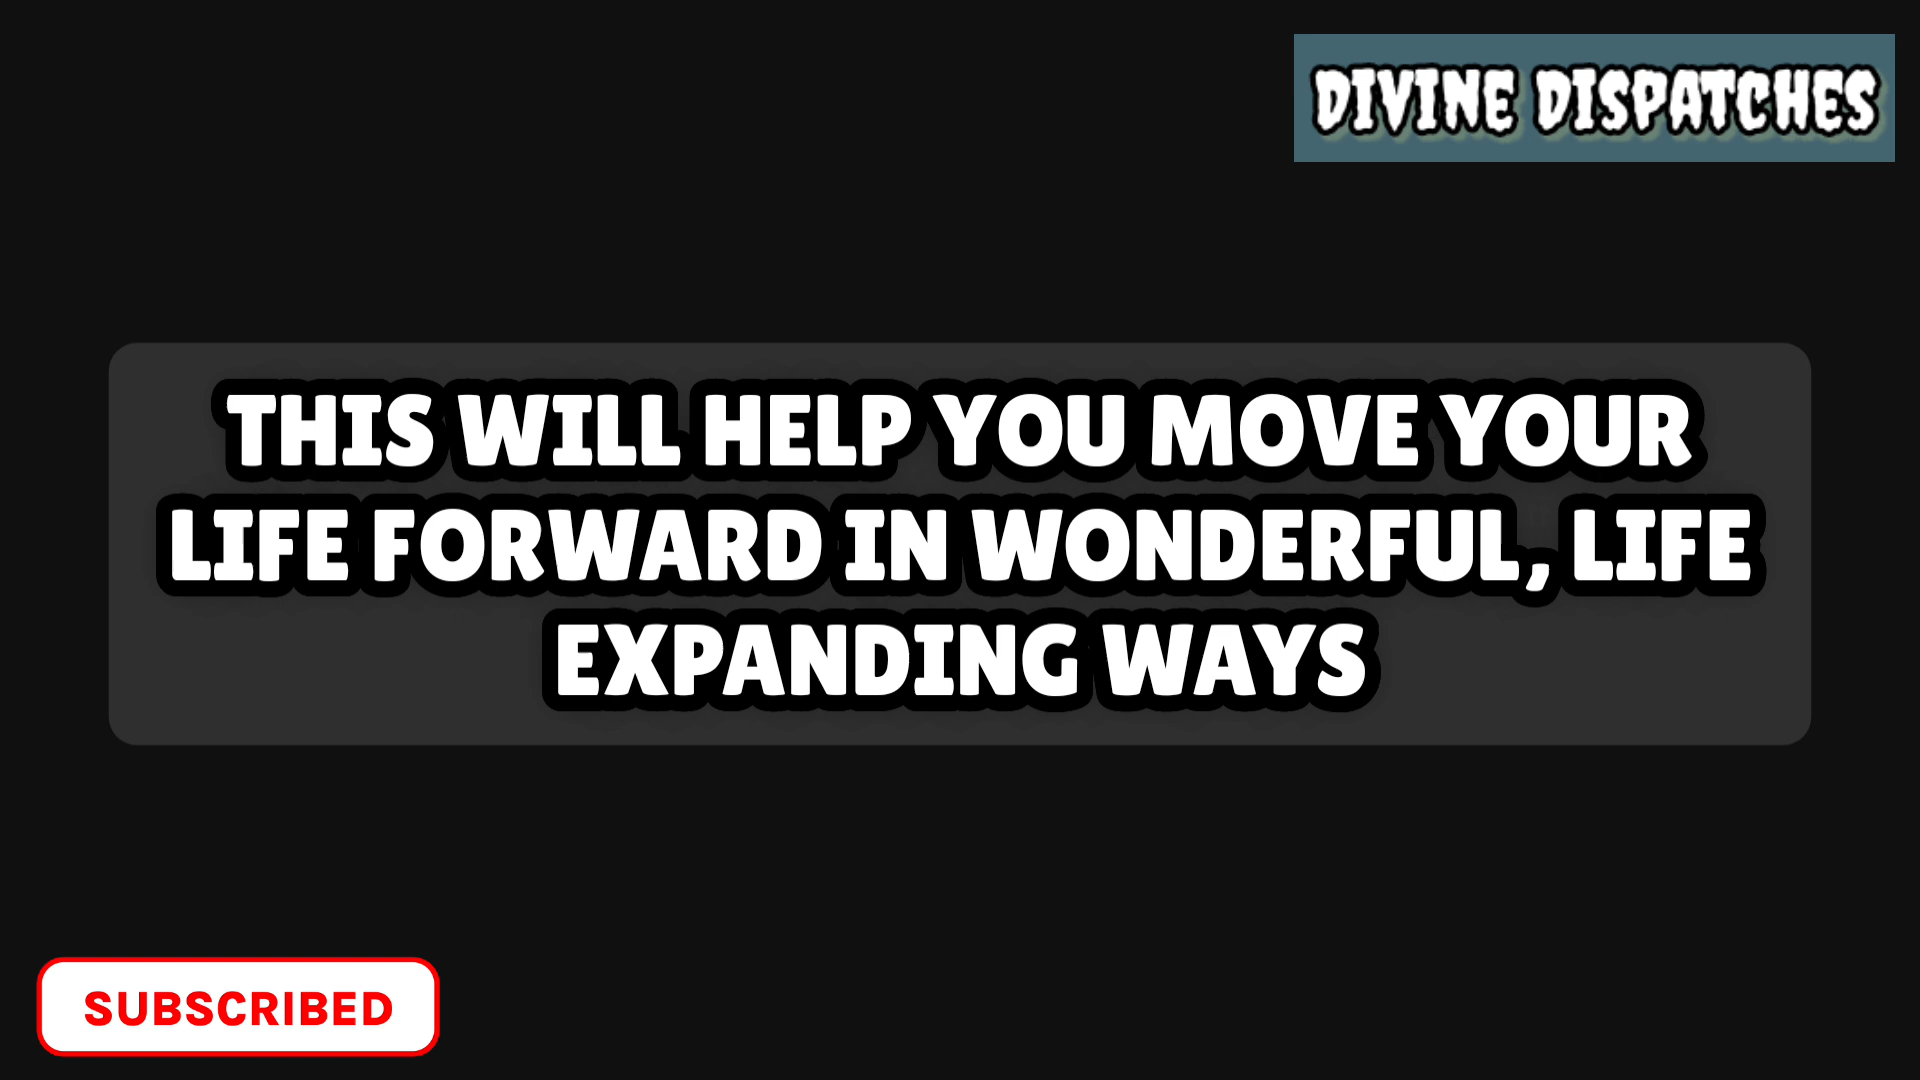 DIVINE DISPATCHES
THIS WILL HELP YOU MOVE YOUR
LIFE FORWARD IN WONDERFUL, LIFE
EXPANDING WAYS
SUBSCRIBED